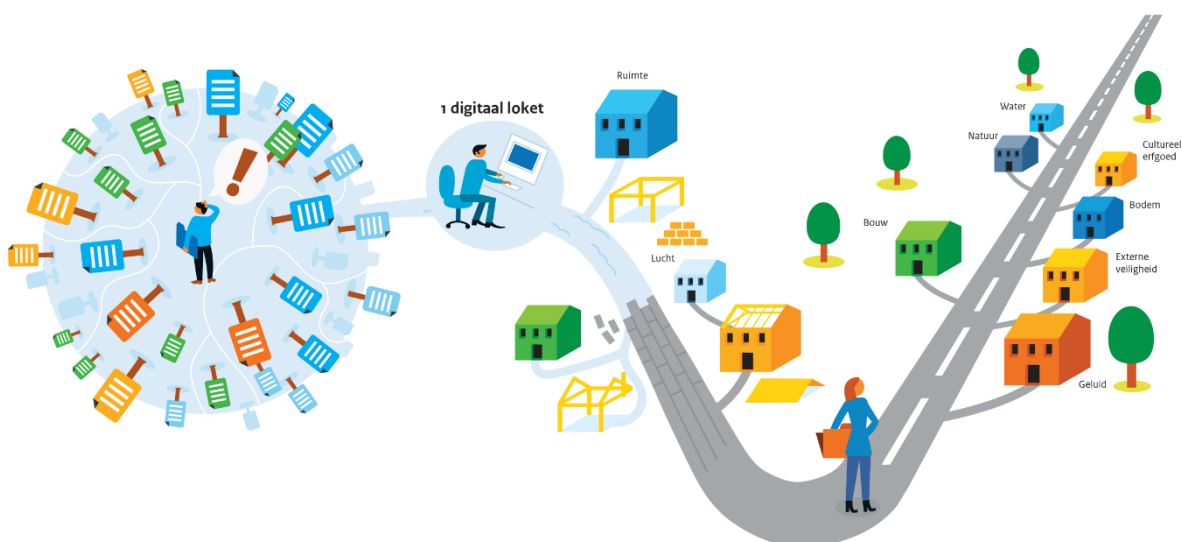 1 digitaal loket
Ruimte
Water
Natuur
Cultureel
erfgoed
Bodem
Bouw
Externe
veiligheid
Lucht
Geluid